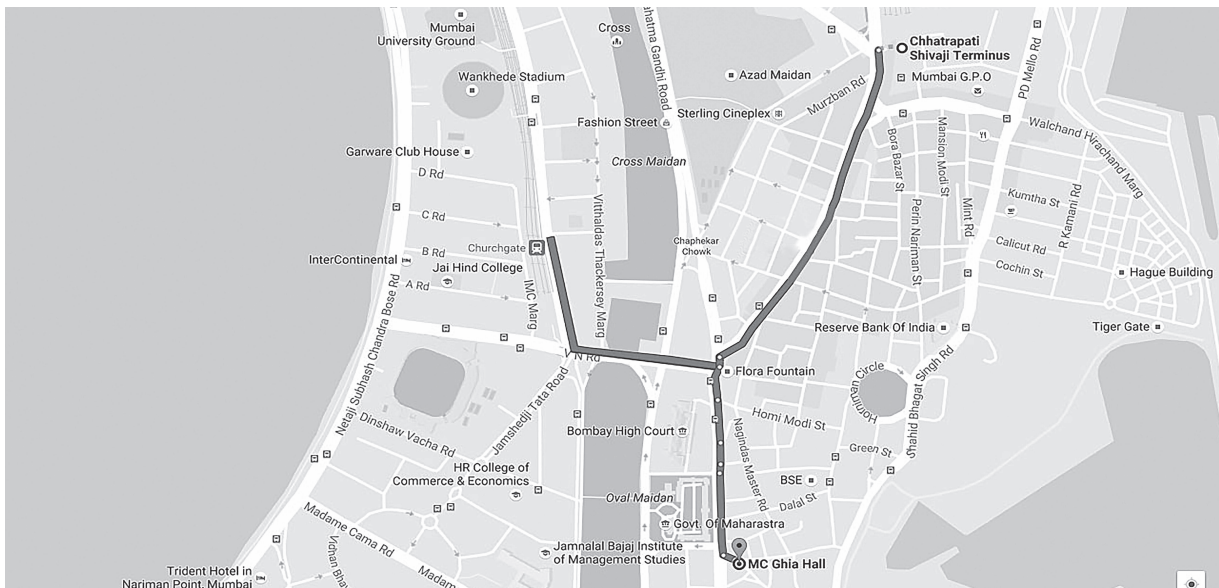 Mumbai
University Ground
Cross
Mahatma Gandhi Road
Chhatrapati
Shivaji Terminus
Mumbai G.P.O
PD Mello Rd
Wankhede Stadium
Azad Maidan
Murzban Rd
Fashion Street
Sterling Cineplex
Walchand Hirachand Marg
Garware Club House
Cross Maidan
D Rd
Bora Bazar St
Mansion Modi St
Kumtha St
R Kamani Rd
C Rd
Vitthaldas Thackersey Marg
Perin Nariman St
Mint Rd
Churchgate
Chaphekar
Chowk
Calicut Rd
B Rd
InterContinental
Jai Hind College
Cochin St
Hague Building
A Rd
IMC Marg
Netaji Subhash Chandra Bose Rd
Reserve Bank Of India
Tiger Gate
V N Rd
Flora Fountain
Horniman Circle
Shahid Bhagat Singh Rd
Jamshedji Tata Road
Dinshaw Vacha Rd
Bombay High Court
Homi Modi St
Nagindas Master Rd
Green St
HR College of
Commerce & Economics
BSE
Oval Maidan
Dalal St
Madame Cama Rd
Govt. Of Maharastra
Vidhan Bha
Jamnalal Bajaj Institute
of Management Studies
MC Ghia Hall
Trident Hotel in
Nariman Point, Mumbai
Madam